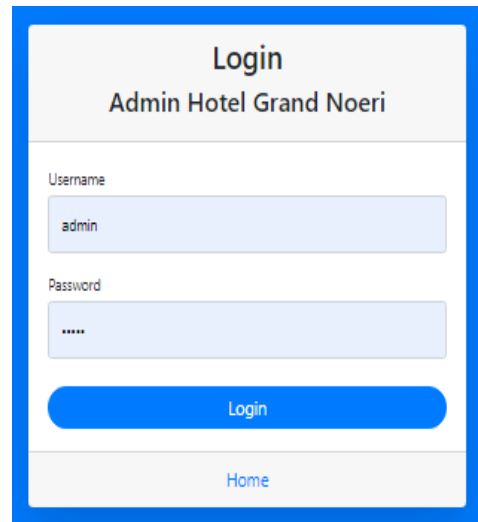 Login
Admin Hotel Grand Noeri
Username
admin
Password
•••••
Login
Home